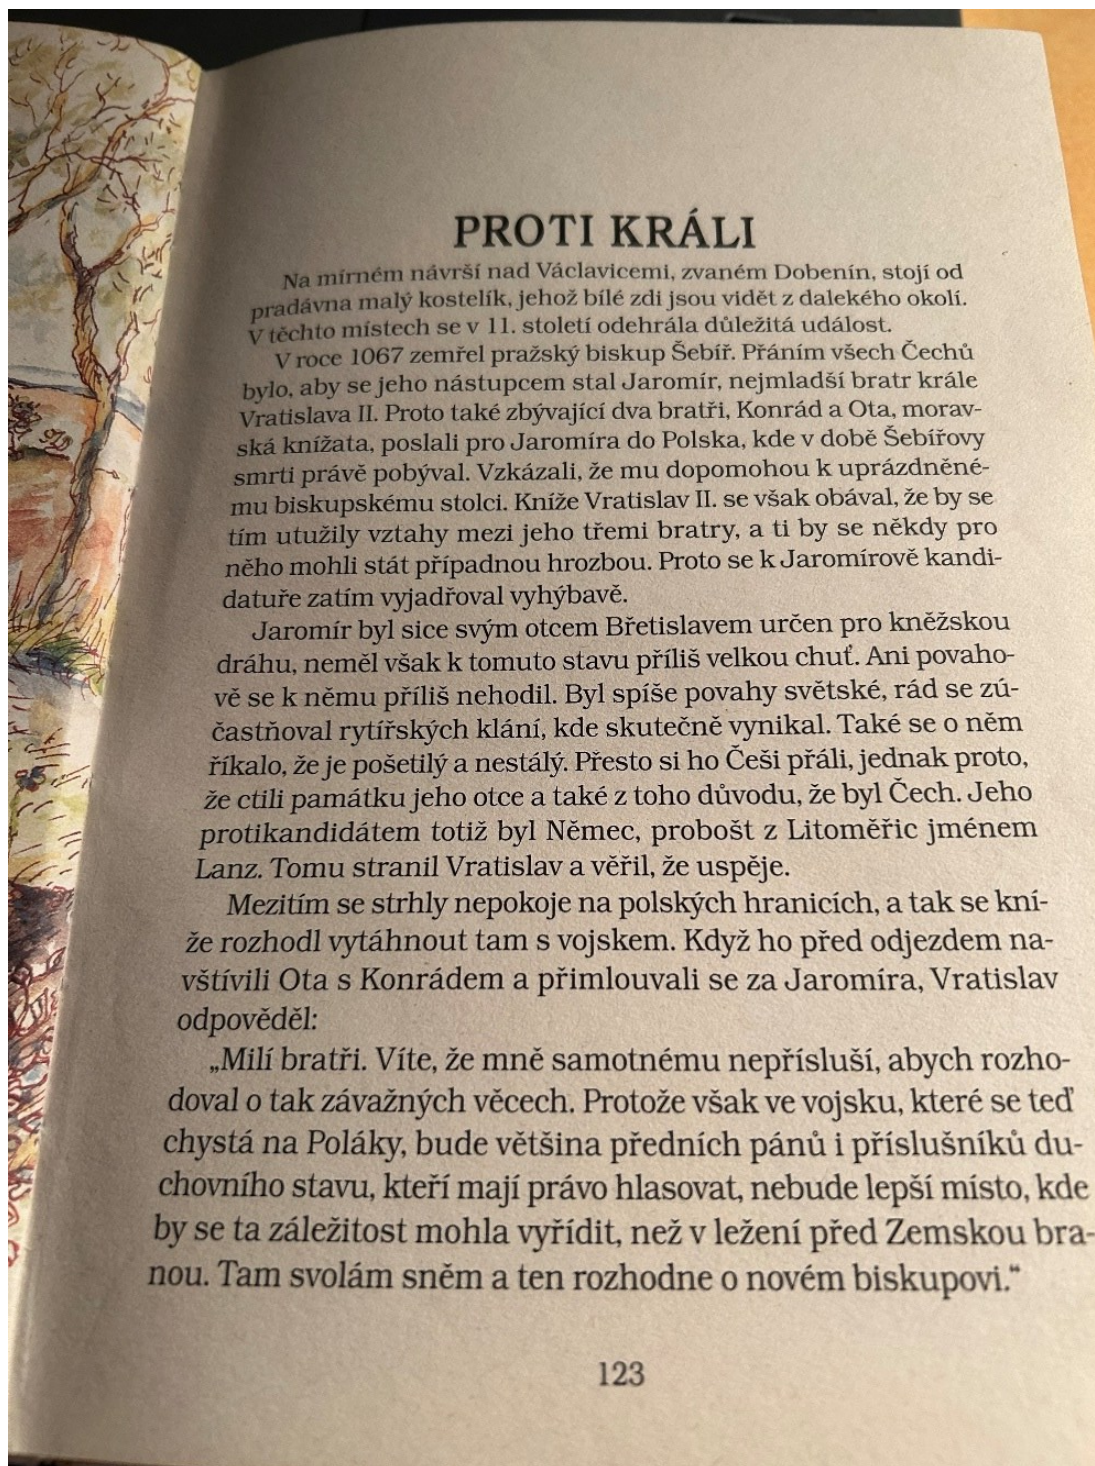 PROTI KRÁLI
Na mírném návrší nad Václavicemi, zvaném Dobenín, stojí od
pradávna malý kostelík, jehož bílé zdi jsou vidět z dalekého okolí.
V těchto místech se v 11. století odehrála důležitá událost.
V roce 1067 zemřel pražský biskup Šebíř. Přáním všech Čechů
bylo, aby se jeho nástupcem stal Jaromír, nejmladší bratr krále
Vratislava II. Proto také zbývající dva bratři, Konrád a Ota, morav-
ská knížata, poslali pro Jaromíra do Polska, kde v době Šebířovy
smrti právě pobýval. Vzkázali, že mu dopomohou k uprázdněné-
mu biskupskému stolci. Kníže Vratislav II. se však obával, že by se
tím utužily vztahy mezi jeho třemi bratry, a ti by se někdy pro
něho mohli stát případnou hrozbou. Proto se k Jaromírově kandi-
datuře zatím vyjadřoval vyhýbavě.
Jaromír byl sice svým otcem Břetislavem určen pro kněžskou
dráhu, neměl však k tomuto stavu příliš velkou chuť. Ani povaho-
vě se k němu příliš nehodil. Byl spíše povahy světské, rád se zú-
častňoval rytířských klání, kde skutečně vynikal. Také se o něm
říkalo, že je pošetilý a nestálý. Přesto si ho Češi přáli, jednak proto,
že ctili památku jeho otce a také z toho důvodu, že byl Čech. Jeho
protikandidátem totiž byl Němec, probošt z Litoměřic jménem
Lanz. Tomu stranil Vratislav a věřil, že uspěje.
Mezitím se strhly nepokoje na polských hranicích, a tak se kní-
že rozhodl vytáhnout tam s vojskem. Když ho před odjezdem na-
vštívili Ota s Konrádem a přimlouvali se za Jaromíra, Vratislav
odpověděl:
„Milí bratři. Víte, že mně samotnému nepřísluší, abych rozho-
doval o tak závažných věcech. Protože však ve vojsku, které se teď
chystá na Poláky, bude většina předních pánů i příslušníků du-
chovního stavu, kteří mají právo hlasovat, nebude lepší místo, kde
by se ta záležitost mohla vyřídit, než v ležení před Zemskou bra-
nou. Tam svolám sněm a ten rozhodne o novém biskupovi.“
123